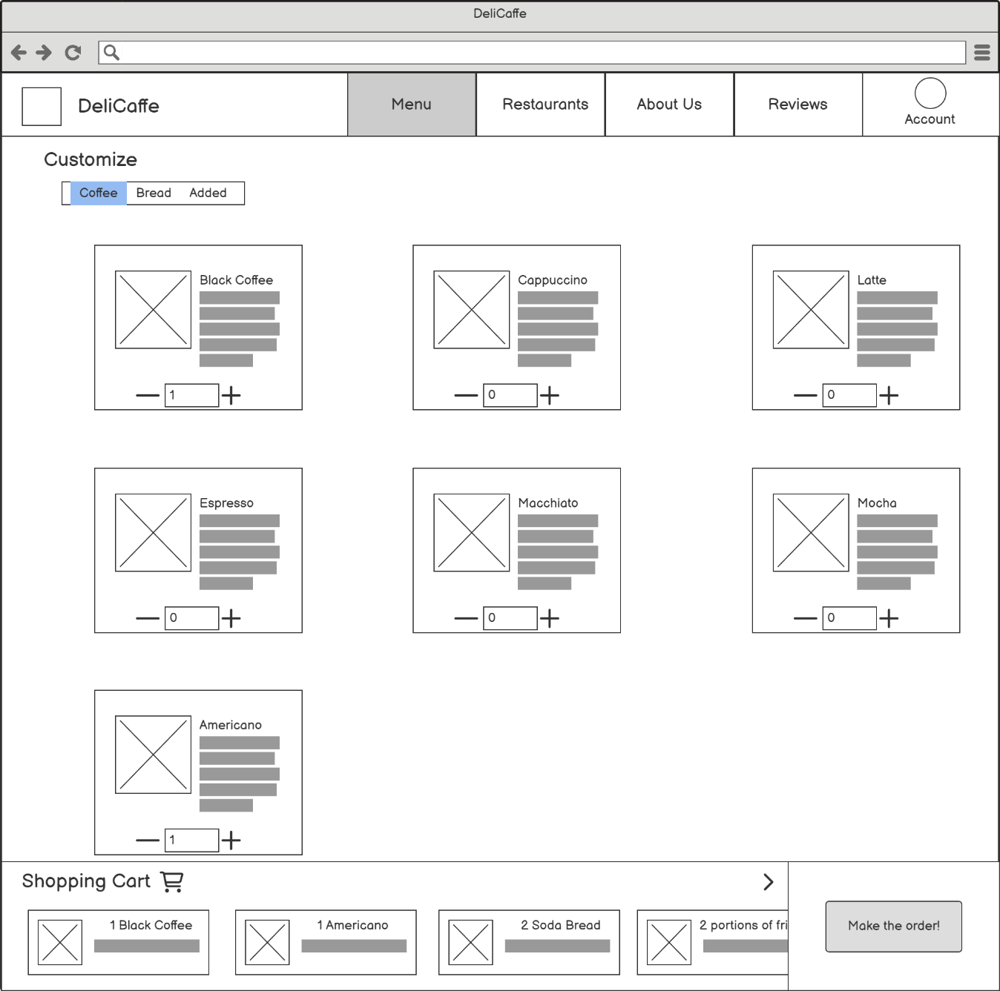 DeliCaffe
DeliCaffe
Menu
Restaurants
About Us
Reviews
Account
Customize
Coffee
Bread
Added
Black Coffee
1
Cappuccino
0
Latte
0
Espresso
0
Macchiato
0
Mocha
0
Americano
1
Shopping Cart
1 Black Coffee
1 Americano
2 Soda Bread
2 portions of fri
Make the order!